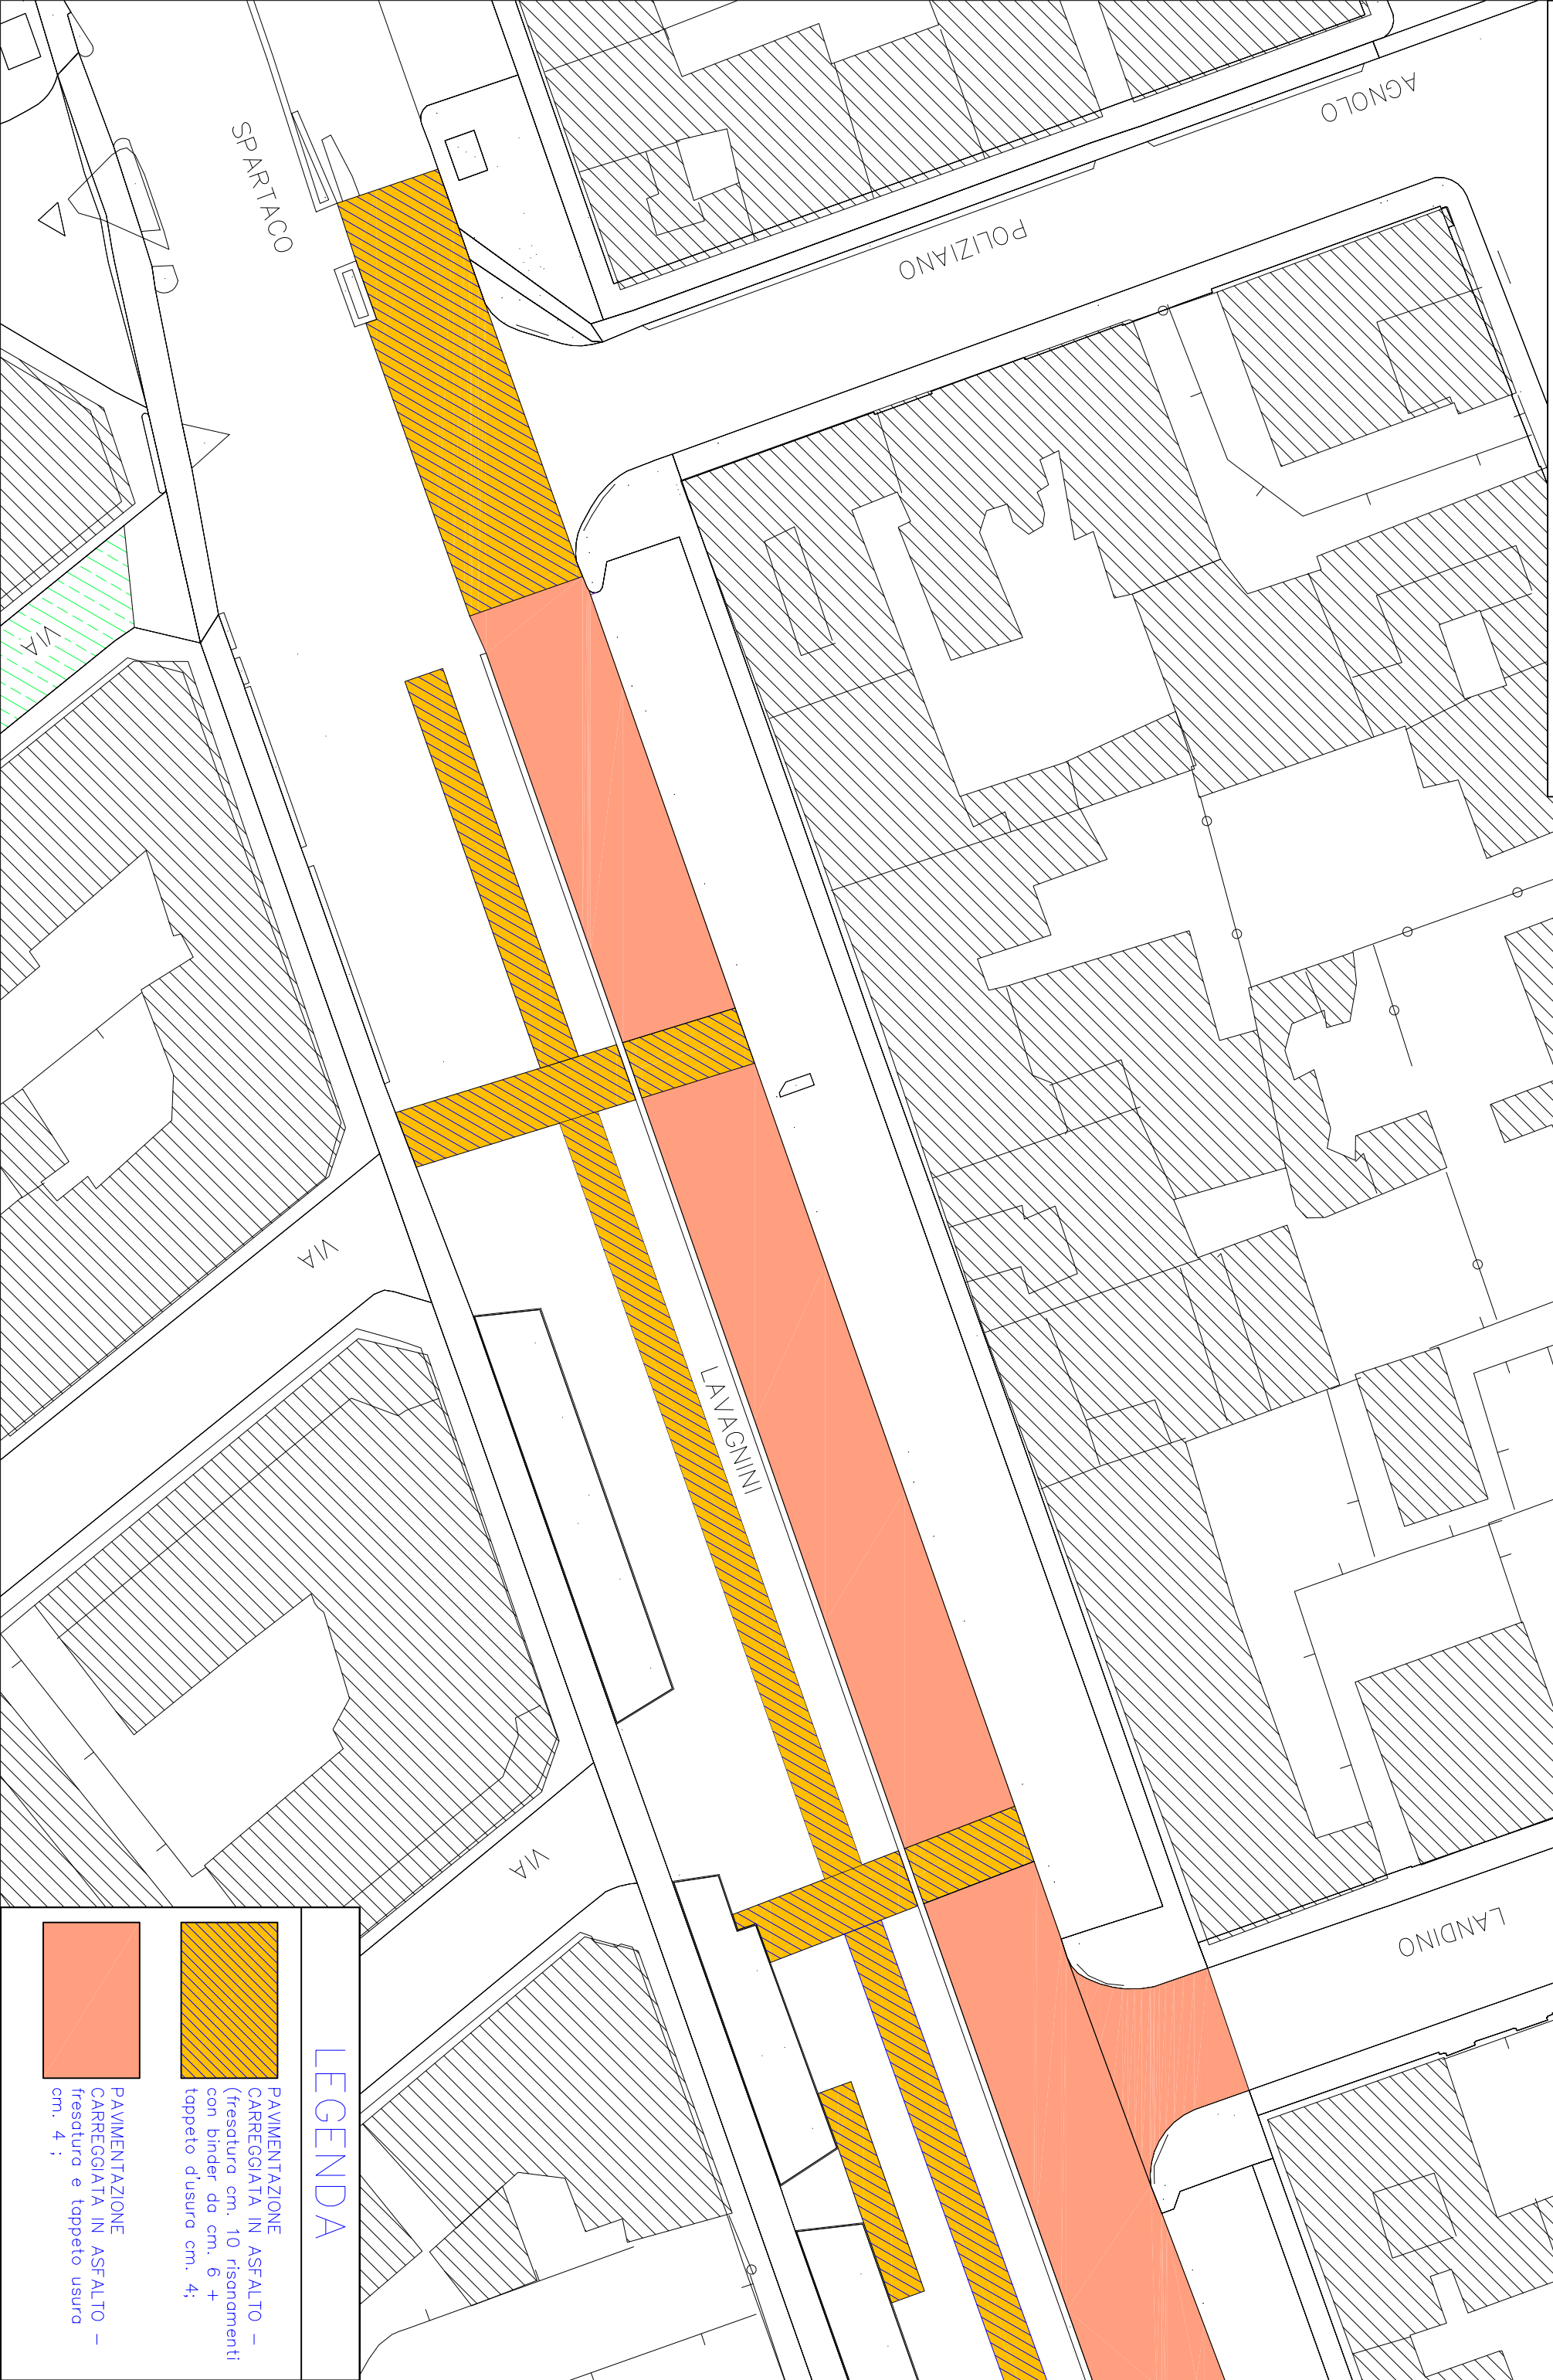 AGNOLO
POLIZIANO
SPARTACO
VIA
VIA
LAVAGNINI
VIA
LANDINO
LEGENDA
PAVIMENTAZIONE
CARREGGIATA IN ASFALTO –
(fresatura cm. 10 risanamenti
con binder da cm. 6 +
tappeto d'usura cm. 4;
PAVIMENTAZIONE
CARREGGIATA IN ASFALTO –
fresatura e tappeto usura
cm. 4 ;